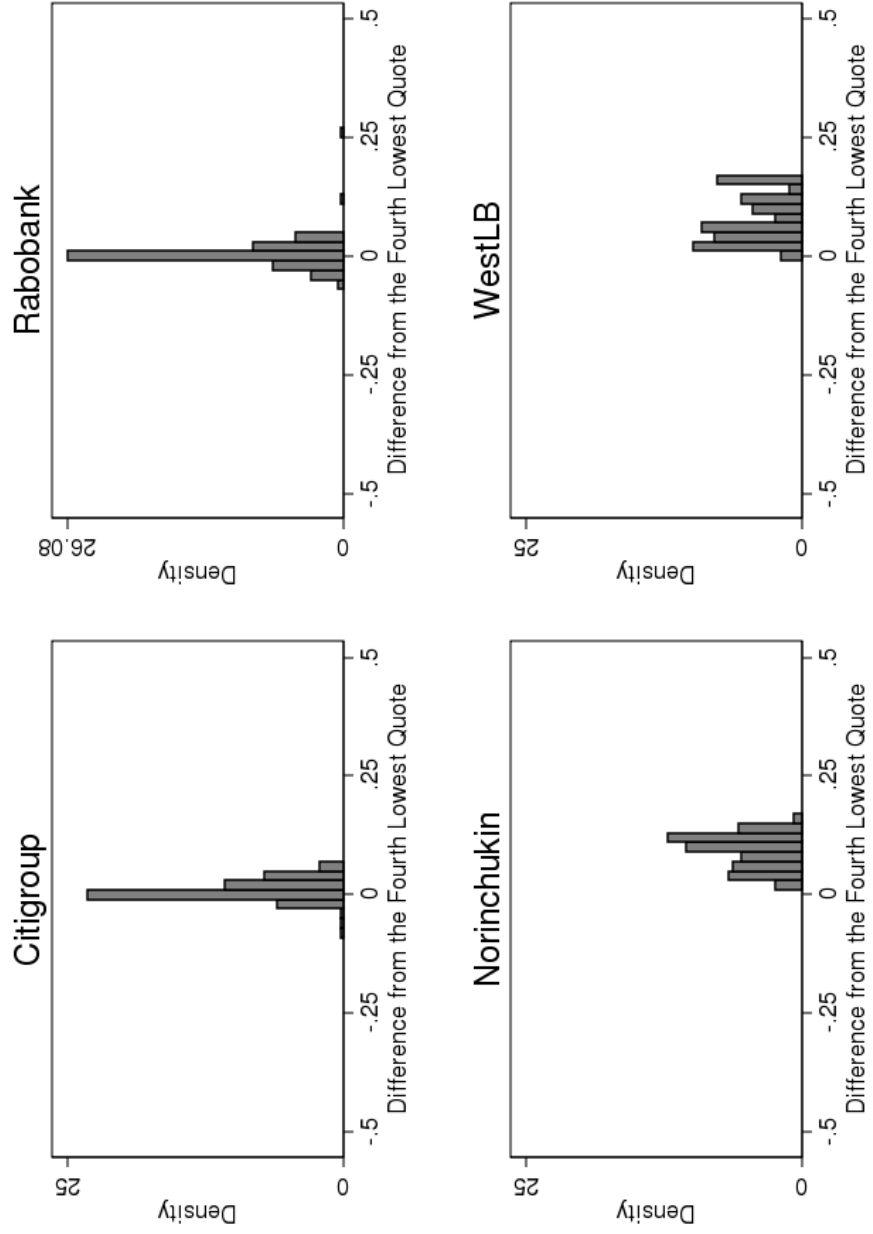 Citigroup
Density
25
0
-.5
-.25
0
.25
.5
Difference from the Fourth Lowest Quote
Rabobank
Density
26.08
0
-.5
-.25
0
.25
.5
Difference from the Fourth Lowest Quote
Norinchukin
Density
25
0
-.5
-.25
0
.25
.5
Difference from the Fourth Lowest Quote
WestLB
Density
25
0
-.5
-.25
0
.25
.5
Difference from the Fourth Lowest Quote